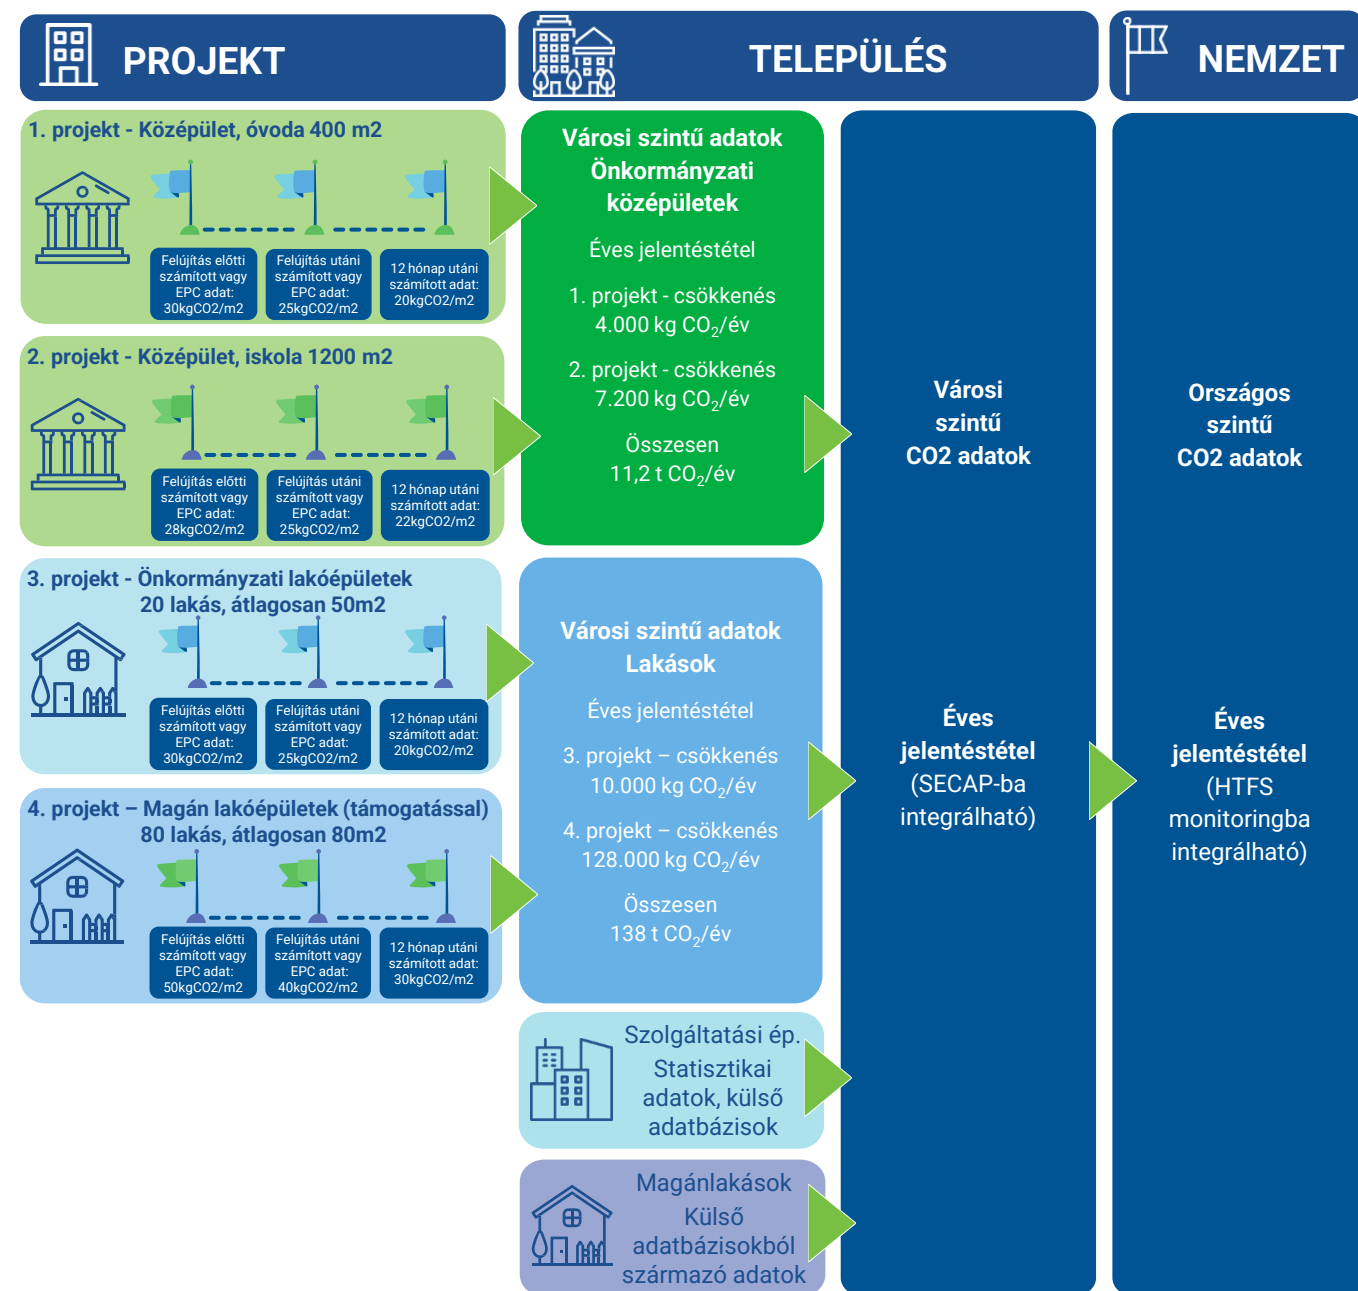 PROJEKT
TELEPÜLÉS
NEMZET
1. projekt - Középület, óvoda 400 m2
Felújítás előtti
számított vagy
EPC adat:
30kgCO2/m2
Felújítás utáni
számított vagy
EPC adat:
25kgCO2/m2
12 hónap utáni
számított adat:
20kgCO2/m2
2. projekt - Középület, iskola 1200 m2
Felújítás előtti
számított vagy
EPC adat:
28kgCO2/m2
Felújítás utáni
számított vagy
EPC adat:
25kgCO2/m2
12 hónap utáni
számított adat:
22kgCO2/m2
3. projekt - Önkormányzati lakóépületek
20 lakás, átlagosan 50m2
Felújítás előtti
számított vagy
EPC adat:
30kgCO2/m2
Felújítás utáni
számított vagy
EPC adat:
25kgCO2/m2
12 hónap utáni
számított adat:
20kgCO2/m2
4. projekt – Magán lakóépületek (támogatással)
80 lakás, átlagosan 80m2
Felújítás előtti
számított vagy
EPC adat:
50kgCO2/m2
Felújítás utáni
számított vagy
EPC adat:
40kgCO2/m2
12 hónap utáni
számított adat:
30kgCO2/m2
Városi szintű adatok
Önkormányzati
középületek
Éves jelentéstétel
1. projekt - csökkenés
4.000 kg CO₂/év
2. projekt - csökkenés
7.200 kg CO₂/év
Összesen
11,2 t CO₂/év
Városi szintű adatok
Lakások
Éves jelentéstétel
3. projekt – csökkenés
10.000 kg CO₂/év
4. projekt – csökkenés
128.000 kg CO₂/év
Összesen
138 t CO₂/év
Szolgáltatási ép.
Statisztikai
adatok, külső
adatbázisok
Magánlakások
Külső
adatbázisokból
származó adatok
Városi
szintű
CO2 adatok
Éves
jelentéstétel
(SECAP-ba
integrálható)
Országos
szintű
CO2 adatok
Éves
jelentéstétel
(HTFS
monitoringba
integrálható)